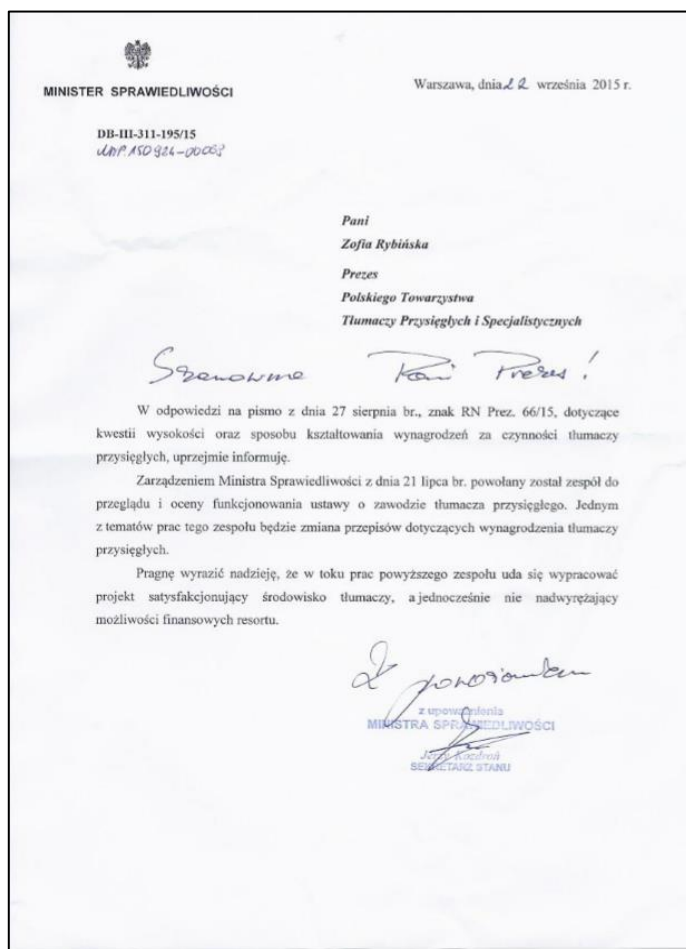 MINISTER SPRAWIEDLIWOŚCI
Warszawa, dnia 22 września 2015 r.
DB-III-311-195/15
Pani
Zofia Rybińska
Prezes
Polskiego Towarzystwa
Tłumaczy Przysięgłych i Specjalistycznych
Szanowna Pani Prezes!
W odpowiedzi na pismo z dnia 27 sierpnia br., znak RN Prez. 66/15, dotyczące
kwestii wysokości oraz sposobu kształtowania wynagrodzeń za czynności tłumaczy
przysięgłych, uprzejmie informuję.
Zarządzeniem Ministra Sprawiedliwości z dnia 21 lipca br. powołany został zespół do
przeglądu i oceny funkcjonowania ustawy o zawodzie tłumacza przysięgłego. Jednym
z tematów prac tego zespołu będzie zmiana przepisów dotyczących wynagrodzenia tłumaczy
przysięgłych.
Pragnę wyrazić nadzieję, że w toku prac powyższego zespołu uda się wypracować
projekt satysfakcjonujący środowisko tłumaczy, a jednocześnie nie nadwyrężający
możliwości finansowych resortu.
Z poważaniem
z upoważnienia
MINISTRA SPRAWIEDLIWOŚCI
Jerzy Kozdroń
SEKRETARZ STANU